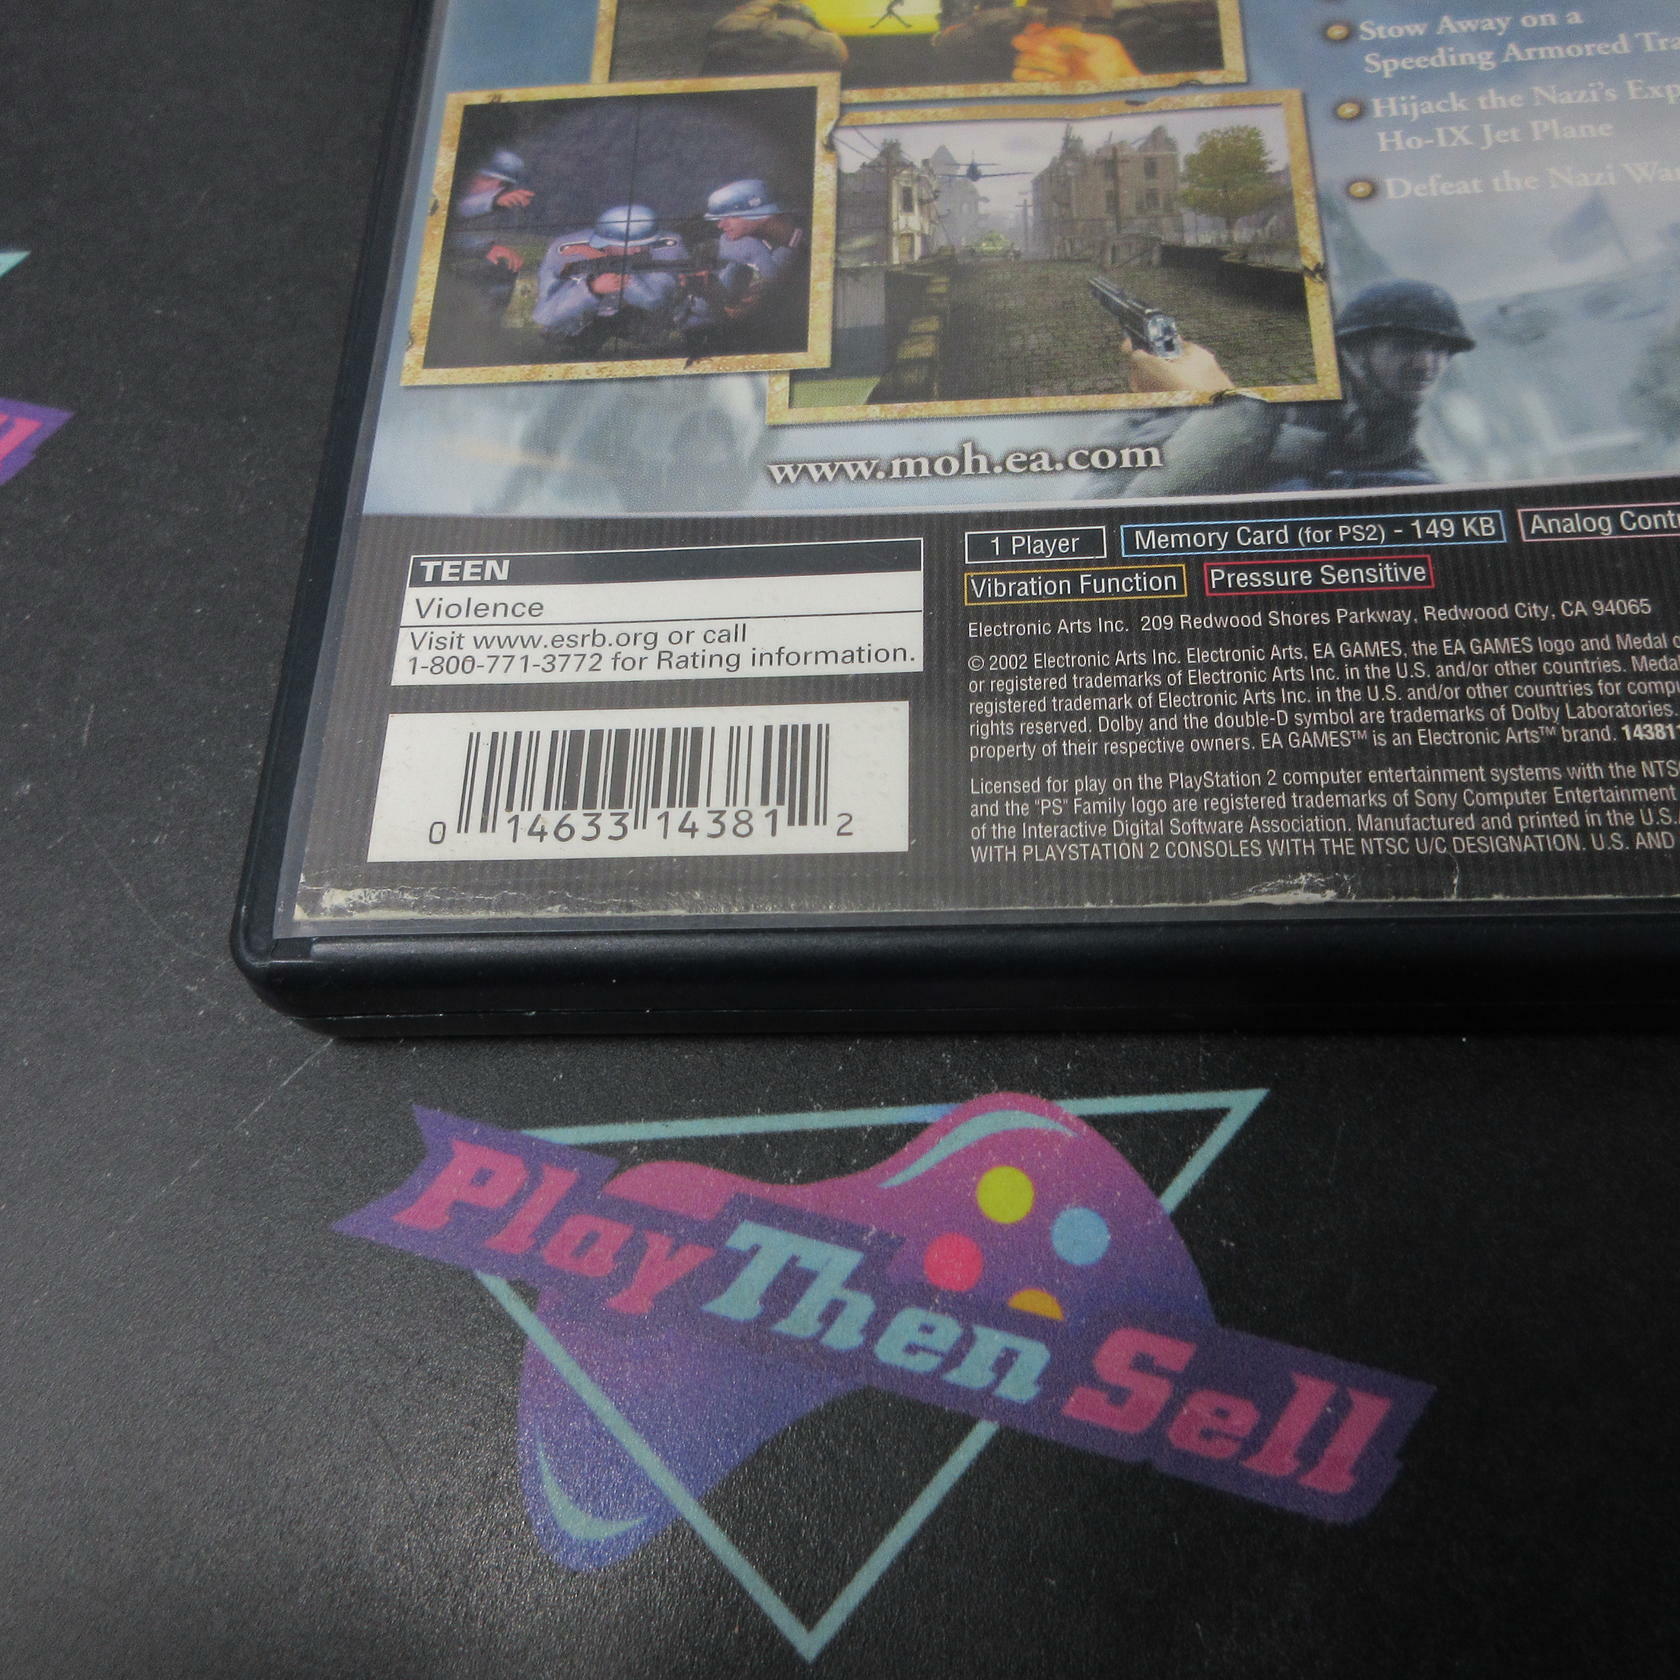 Stow Away on a
Speeding Armored
Hijack the Nazi's
Ho-IX Jet Plane
Defeat the Nazi
www.moh.ea.com
TEEN
Violence
Visit www.esrb.org or call
1-800-771-3772 for Rating information.
0 14633 14381 2
1 Player
Memory Card (for PS2) - 149 KB
Analog
Vibration Function
Pressure Sensitive
Electronic Arts Inc. 209 Redwood Shores Parkway, Redwood City, CA 94065
© 2002 Electronic Arts Inc. Electronic Arts, EA GAMES, the EA GAMES logo and Medal
or registered trademarks of Electronic Arts Inc. in the U.S. and/or other countries.
registered trademark of Electronic Arts Inc. in the U.S. and/or other countries for
rights reserved. Dolby and the double-D symbol are trademarks of Dolby Laboratories.
property of their respective owners. EA GAMES™ is an Electronic Arts™ brand. 14381
Licensed for play on the PlayStation 2 computer entertainment systems with the
and the "PS" Family logo are registered trademarks of Sony Computer Entertainment
of the Interactive Digital Software Association. Manufactured and printed in the U.S.
WITH PLAYSTATION 2 CONSOLES WITH THE NTSC U/C DESIGNATION. U.S. AND
Play Then Sell